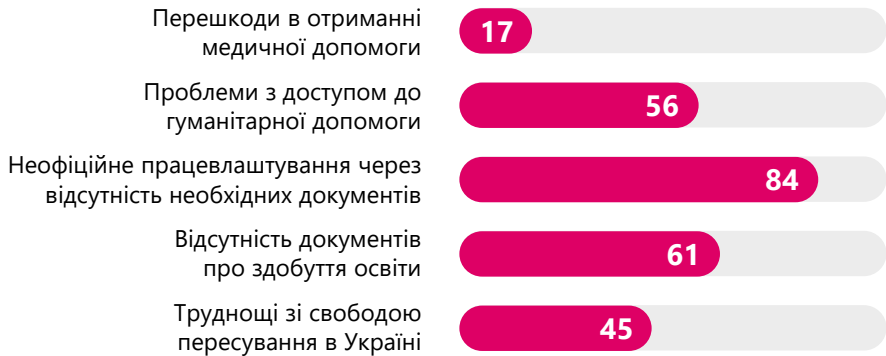 Перешкоди в отриманні
медичної допомоги
17
Проблеми з доступом до
гуманітарної допомоги
56
Неофіційне працевлаштування через
відсутність необхідних документів
84
Відсутність документів
про здобуття освіти
61
Труднощі зі свободою
пересування в Україні
45